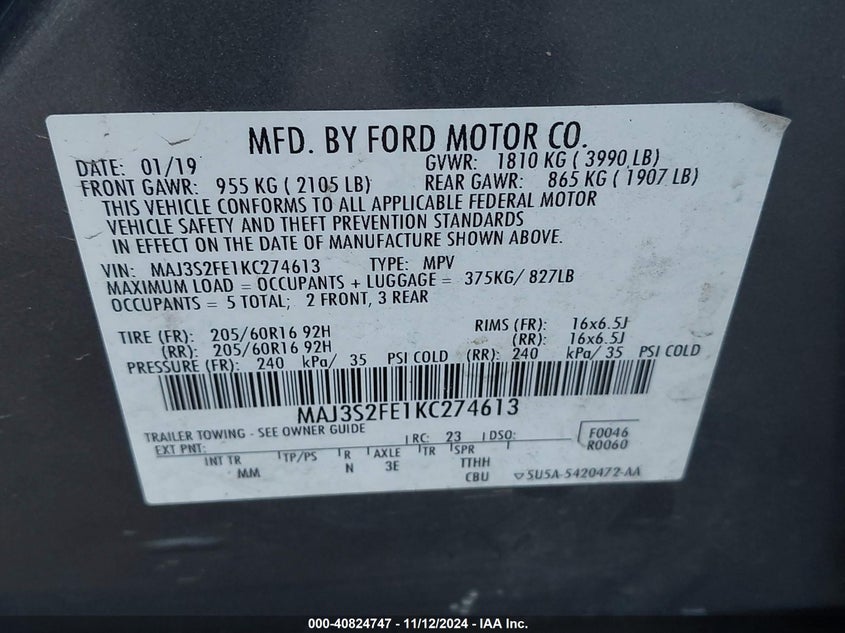 MFD. BY FORD MOTOR CO.
DATE: 01/19 GVWR: 1810 KG ( 3990 LB)
FRONT GAWR: 955 KG ( 2105 LB) REAR GAWR: 865 KG ( 1907 LB)
THIS VEHICLE CONFORMS TO ALL APPLICABLE FEDERAL MOTOR
VEHICLE SAFETY AND THEFT PREVENTION STANDARDS
IN EFFECT ON THE DATE OF MANUFACTURE SHOWN ABOVE.
VIN: MAJ3S2FE1KC274613 TYPE: MPV
MAXIMUM LOAD = OCCUPANTS + LUGGAGE = 375KG/ 827LB
OCCUPANTS = 5 TOTAL; 2 FRONT, 3 REAR
TIRE (FR): 205/60R16 92H RIMS (FR): 16x6.5J
(RR): 205/60R16 92H (RR): 16x6.5J
PRESSURE (FR): 240 kPa/ 35 PSI COLD (RR): 240 kPa/ 35 PSI COLD
MAJ3S2FE1KC274613
TRAILER TOWING - SEE OWNER GUIDE
EXT PNT: RC: 23 DSO: F0046
R0060
INT TR TP/PS R AXLE TR SPR
MM N 3E TTHH
CBU 5U5A-5420472-AA
000-40824747 - 11/12/2024 - IAA Inc.